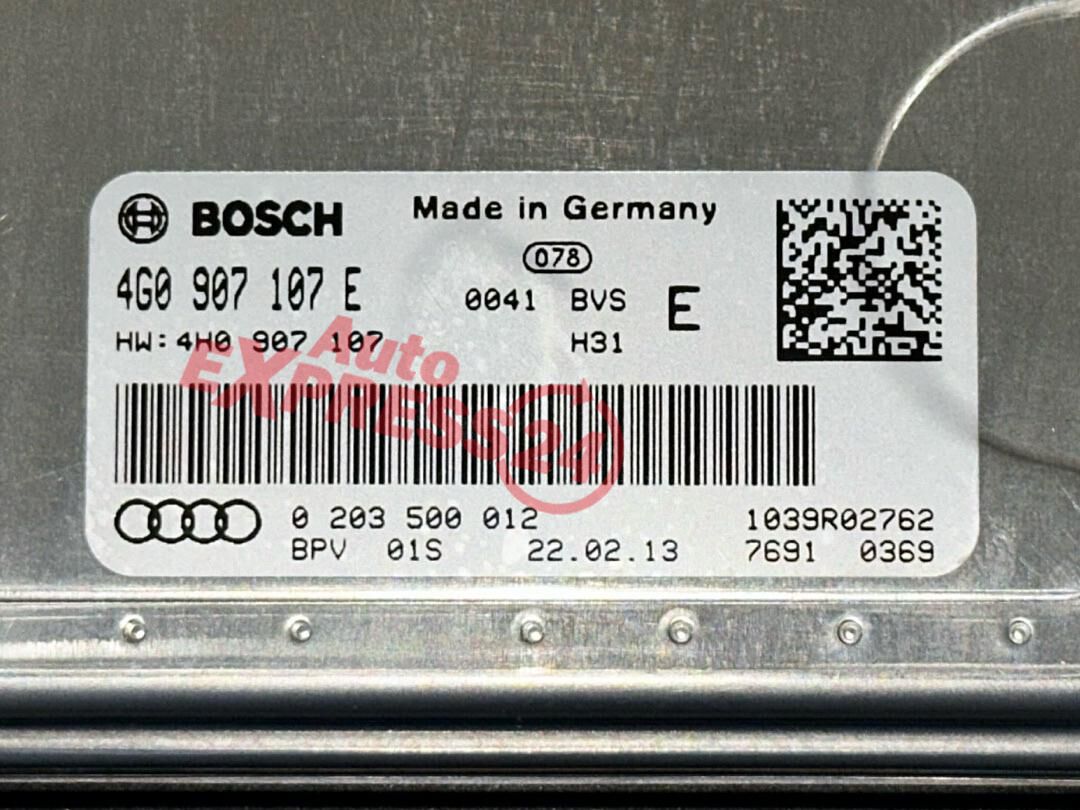 BOSCH
Made in Germany
078
4G0 907 107 E
0041 BVS
E
HW:4H0 907 107
H31
Auto
EXPRESS24
0 203 500 012
1039R02762
BPV 01S
22.02.13
7691 0369